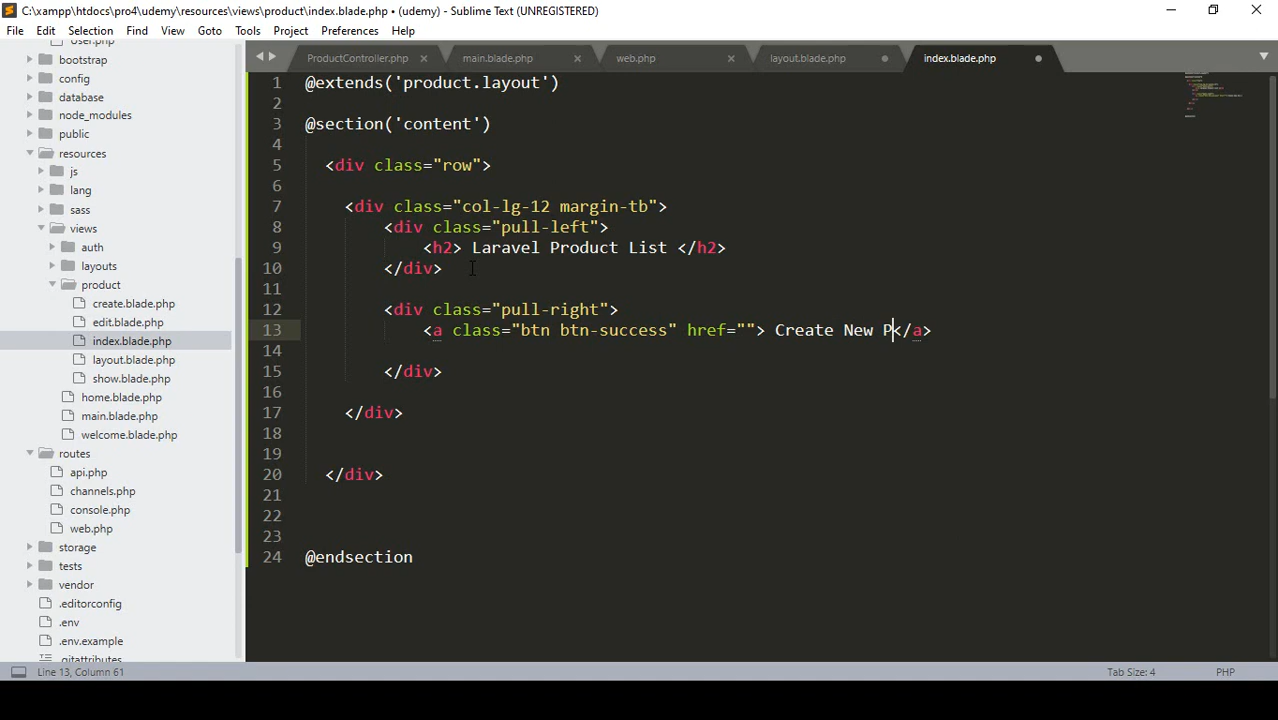 C:\xampp\htdocs\pro4\udemy\resources\views\product\index.blade.php • (udemy) - Sublime Text (UNREGISTERED)
File Edit Selection Find View Goto Tools Project Preferences Help
ProductController.php main.blade.php web.php layout.blade.php index.blade.php
User.php
bootstrap
config
database
node_modules
public
resources
js
lang
sass
views
auth
layouts
product
create.blade.php
edit.blade.php
index.blade.php
layout.blade.php
show.blade.php
home.blade.php
main.blade.php
welcome.blade.php
routes
api.php
channels.php
console.php
web.php
storage
tests
vendor
.editorconfig
.env
.env.example
.gitattributes
1 @extends('product.layout')
2
3 @section('content')
4
5 <div class="row">
6
7 <div class="col-lg-12 margin-tb">
8 <div class="pull-left">
9 <h2> Laravel Product List </h2>
10 </div>
11
12 <div class="pull-right">
13 <a class="btn btn-success" href=""> Create New P</a>
14
15 </div>
16
17 </div>
18
19
20 </div>
21
22
23
24 @endsection
Line 13, Column 61
Tab Size: 4 PHP